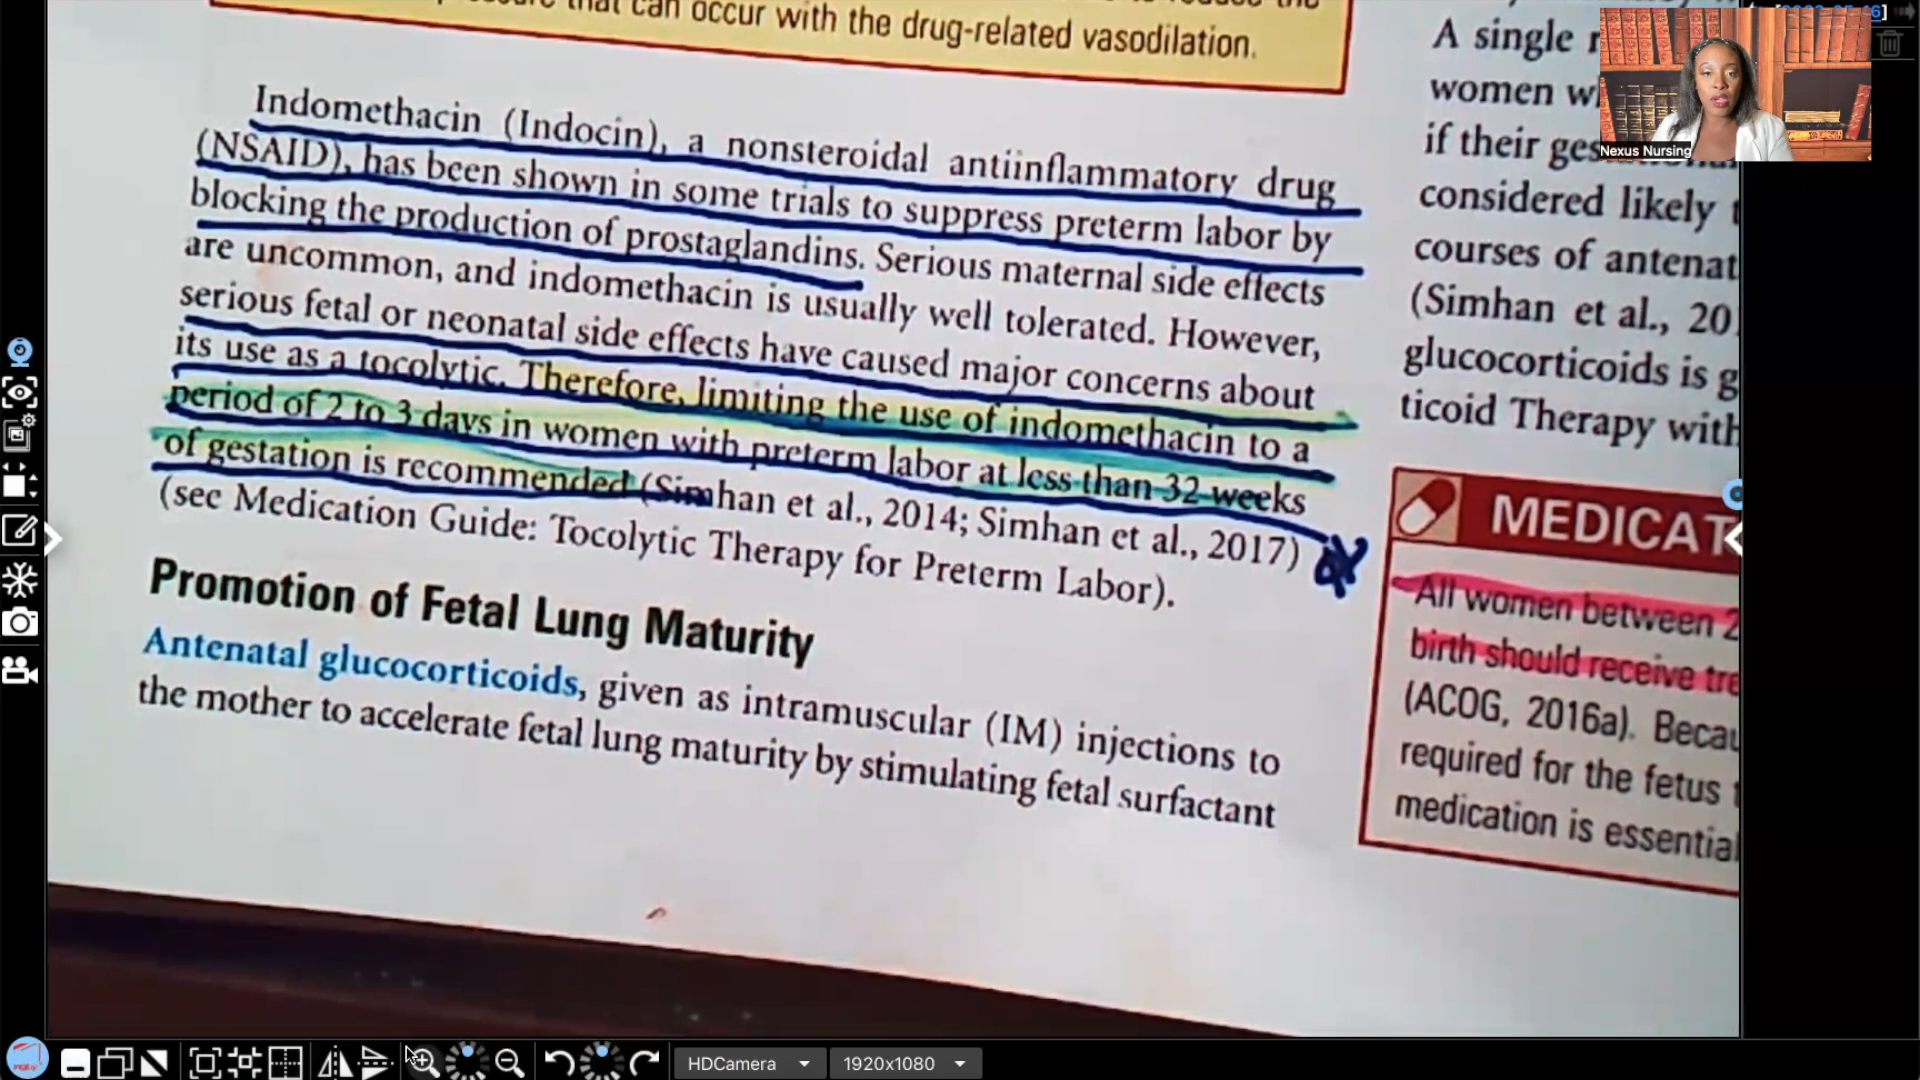 that can occur with the drug-related vasodilation.
Indomethacin (Indocin), a nonsteroidal antiinflammatory drug
(NSAID), has been shown in some trials to suppress preterm labor by
blocking the production of prostaglandins. Serious maternal side effects
are uncommon, and indomethacin is usually well tolerated. However,
serious fetal or neonatal side effects have caused major concerns about
its use as a tocolytic. Therefore, limiting the use of indomethacin to a
period of 2 to 3 days in women with preterm labor at less than 32 weeks
of gestation is recommended (Simhan et al., 2014; Simhan et al., 2017)
(see Medication Guide: Tocolytic Therapy for Preterm Labor).
Promotion of Fetal Lung Maturity
Antenatal glucocorticoids, given as intramuscular (IM) injections to
the mother to accelerate fetal lung maturity by stimulating fetal surfactant
A single
women
if their
considered likely
courses of antenat
(Simhan et al., 20
glucocorticoids is g
ticoid Therapy with
MEDICAT
All women between 2
birth should receive tre
(ACOG, 2016a). Becau
required for the fetus
medication is essential
Nexus Nursing
HDCamera
1920x1080